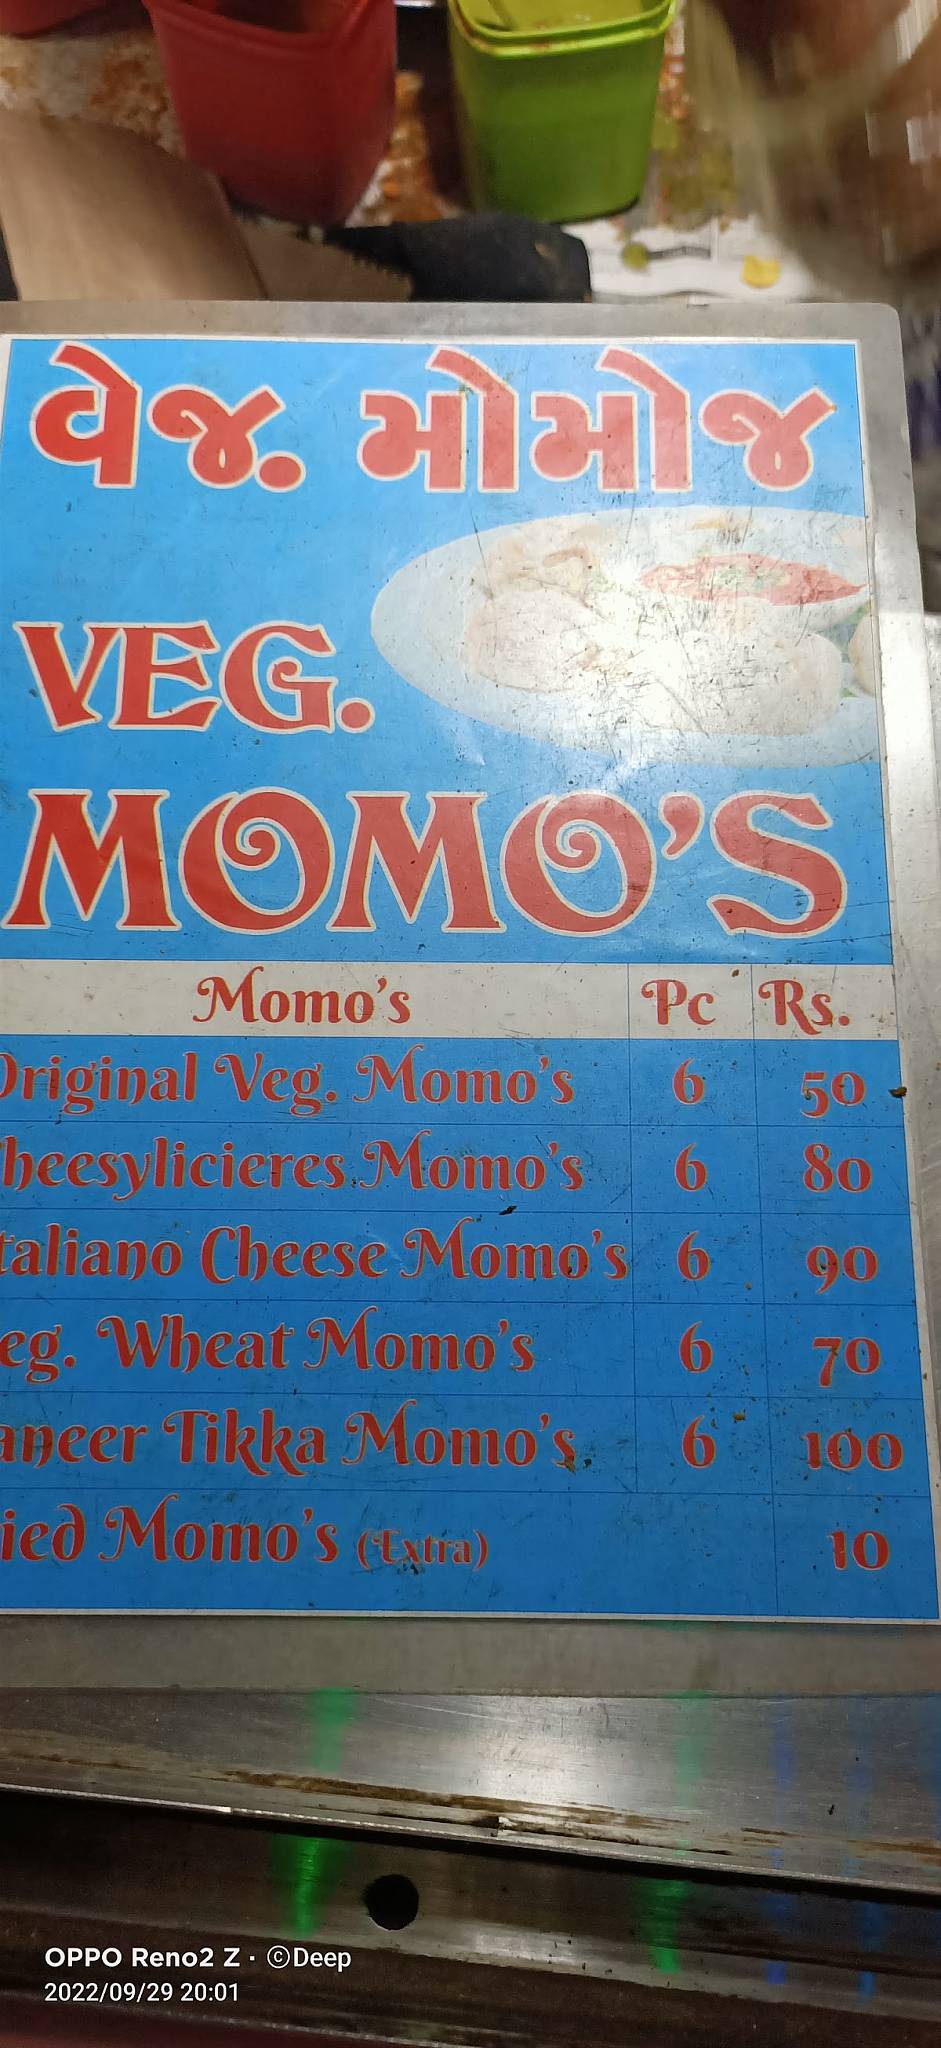 વેજ. મોમોજ
VEG.
MOMO'S
Momo's Pc Rs.
Original Veg. Momo's 6 50
heesylicieres Momo's 6 80
taliano Cheese Momo's 6 90
eg. Wheat Momo's 6 70
aneer Tikka Momo's 6 100
ied Momo's (Extra) 10
OPPO Reno2 Z · ©Deep
2022/09/29 20:01